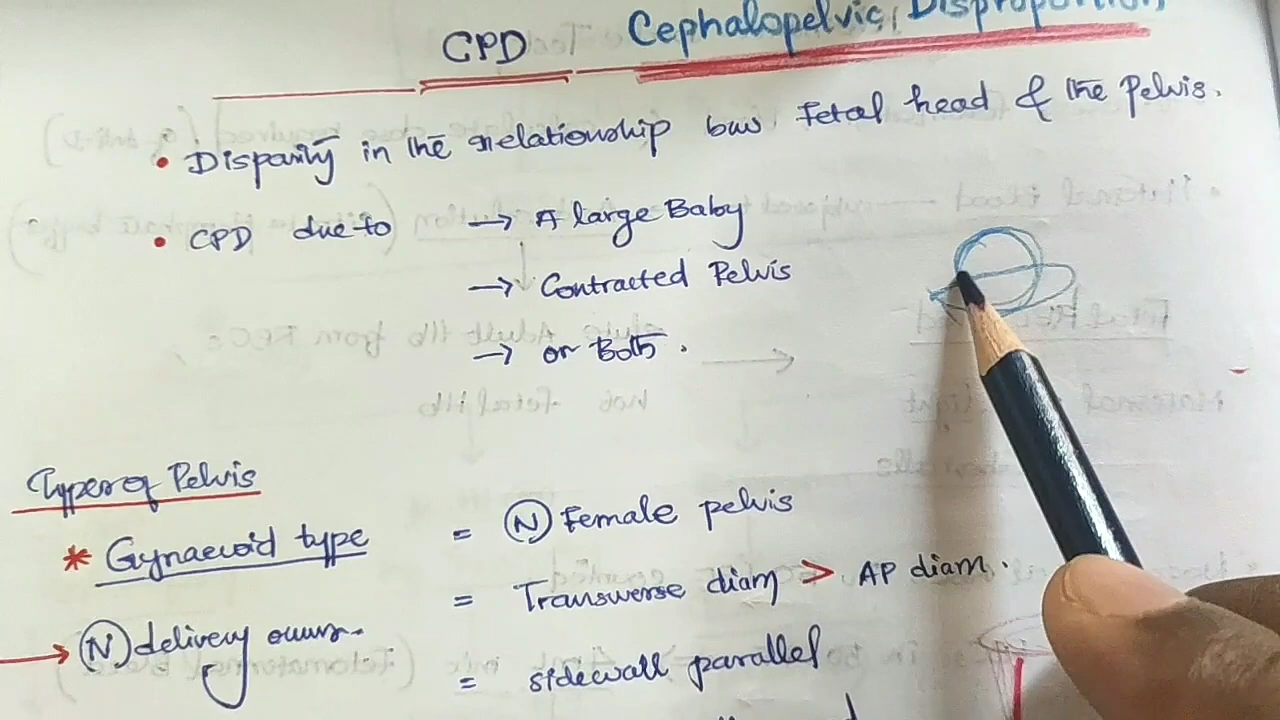 CPD Cephalopelvic Disproportion
• Disparity in the relationship b/w Fetal head & the Pelvis.
• CPD due to → A large Baby
→ Contracted Pelvis
→ or Both.
Types of Pelvis
* Gynaecoid type = Ⓝ Female pelvis
= Transverse diam > AP diam.
→ Ⓝ delivery occurs.
= sidewall parallel